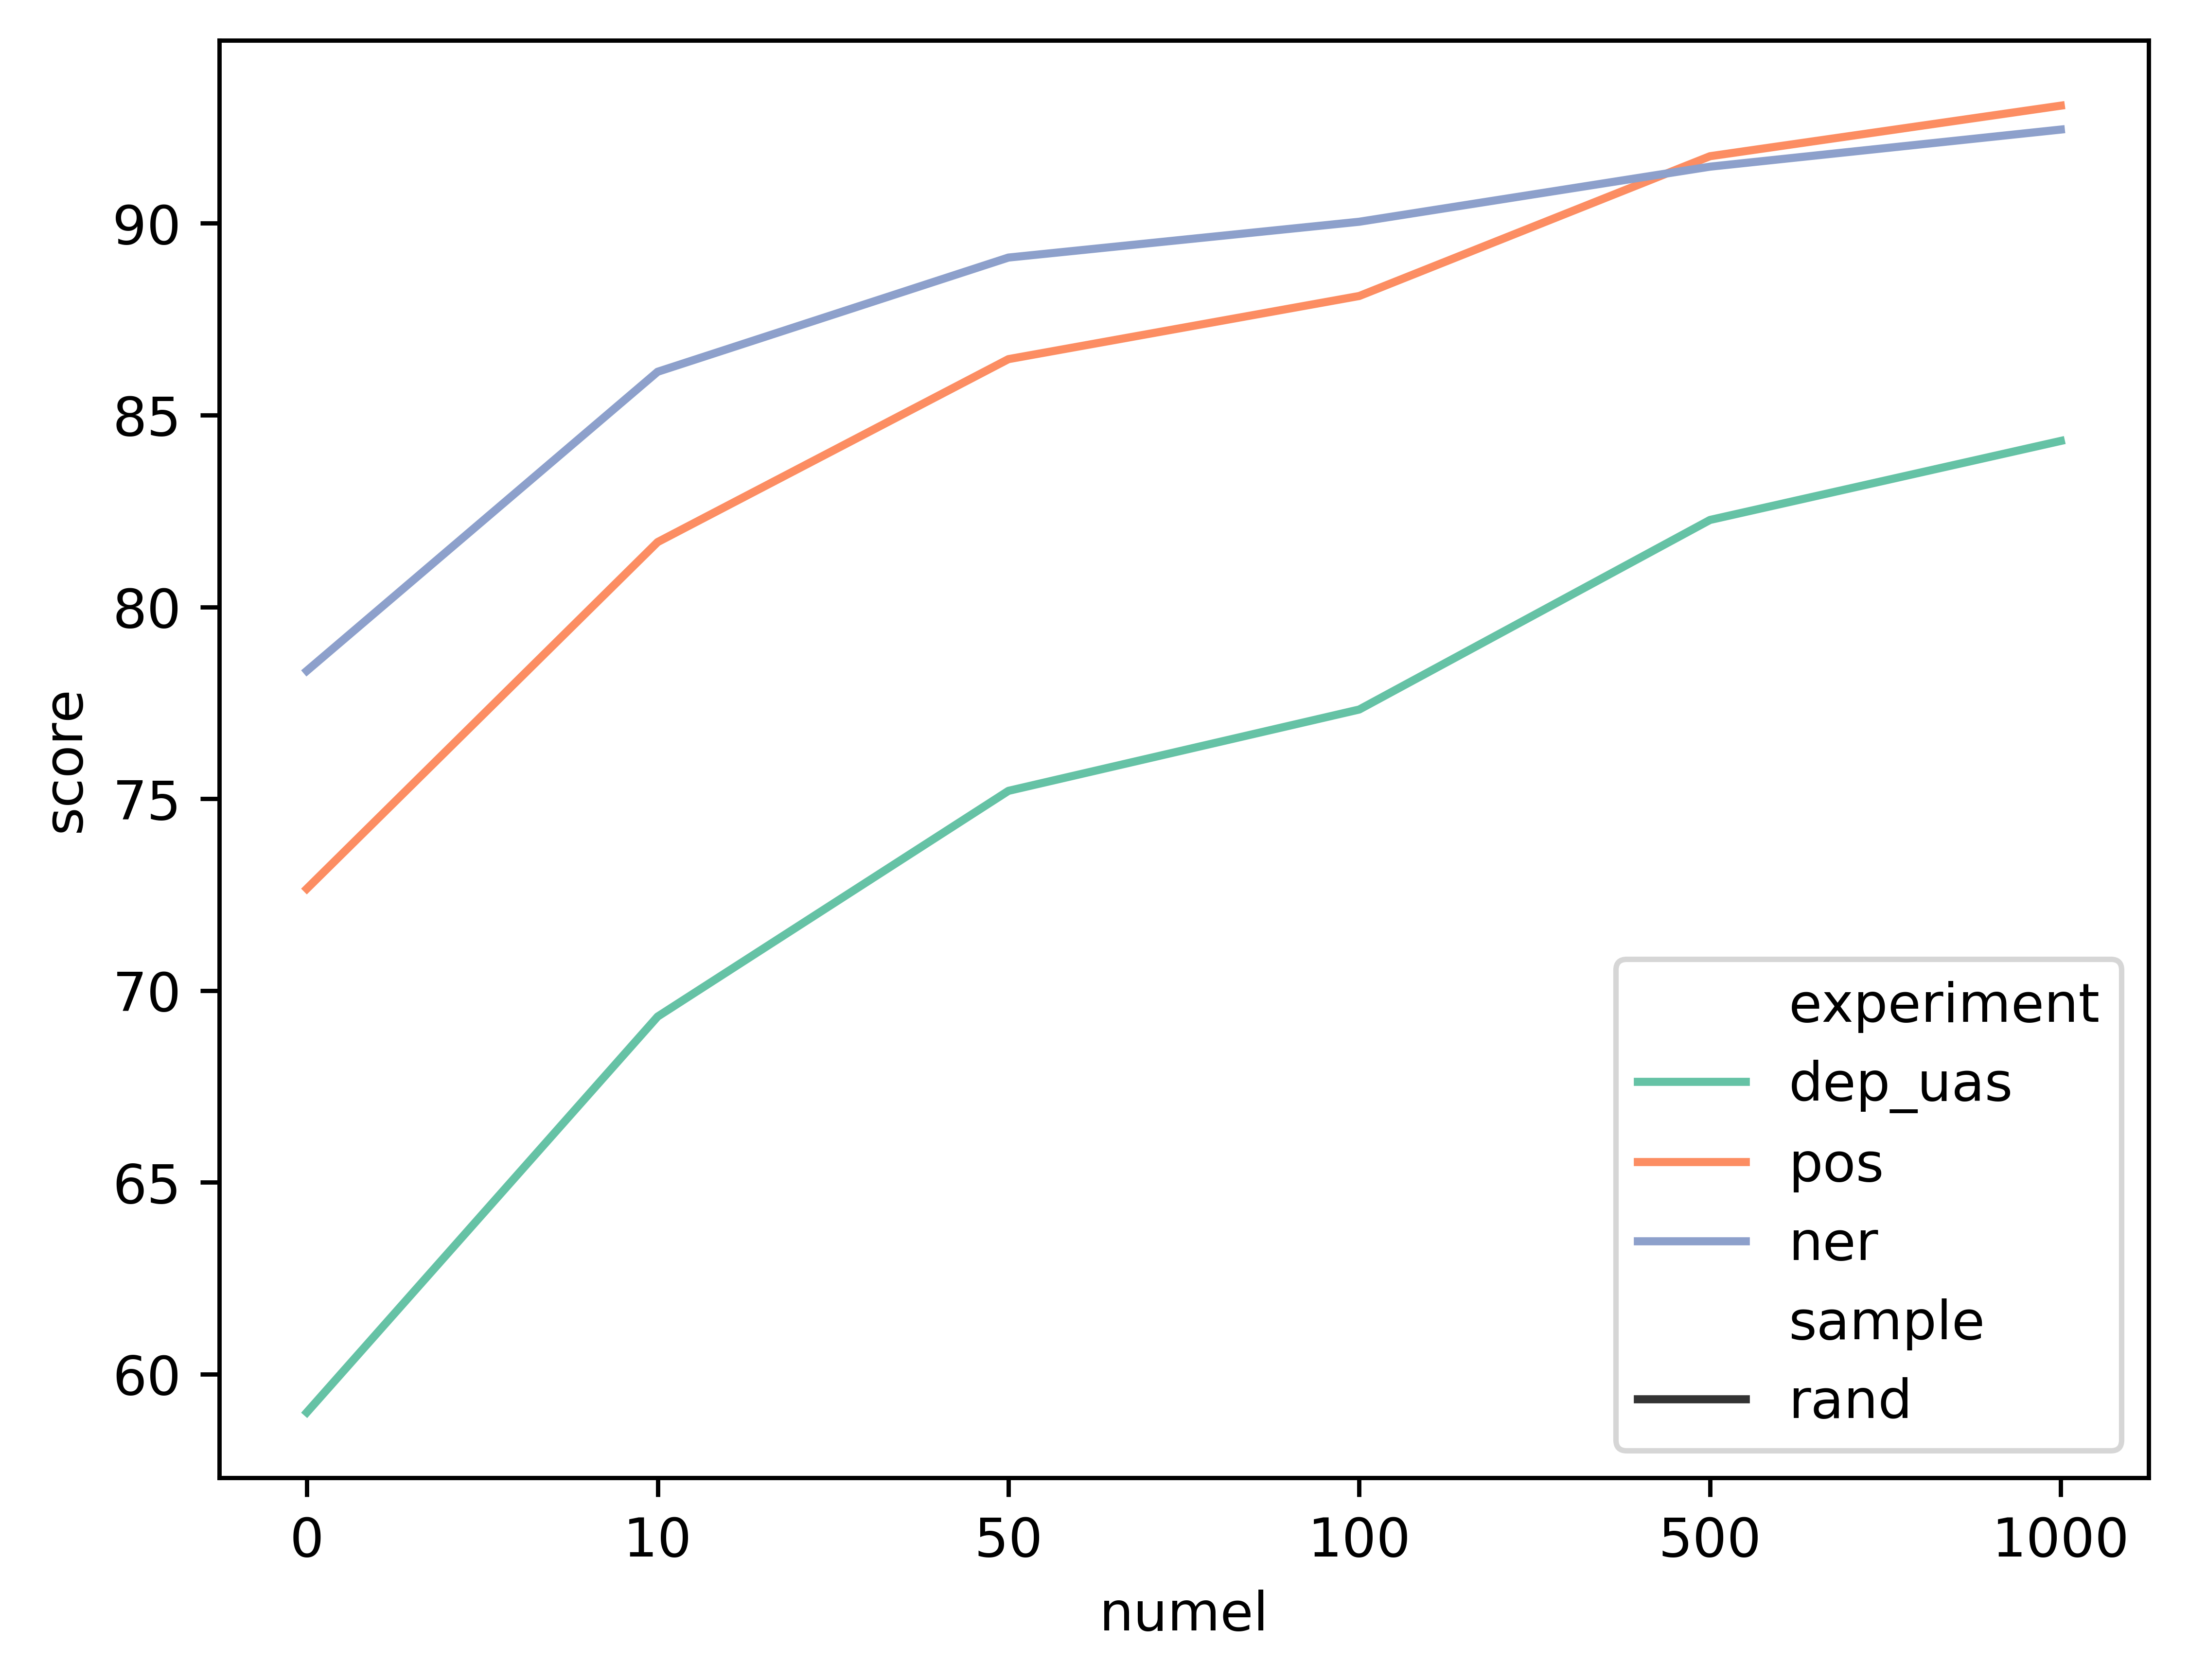 90
85
80
75
70
65
60
score
0 10 50 100 500 1000
numel
experiment
dep_uas
pos
ner
sample
rand